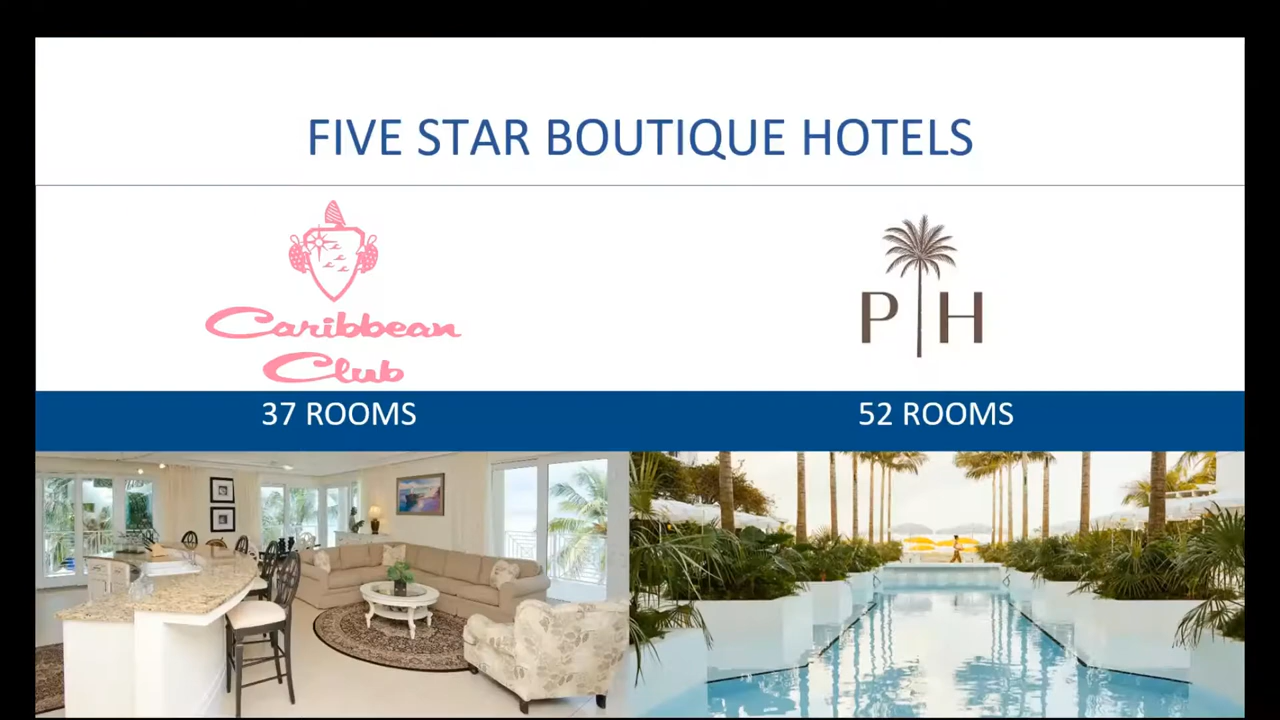 FIVE STAR BOUTIQUE HOTELS
Caribbean
Club
P H
37 ROOMS
52 ROOMS